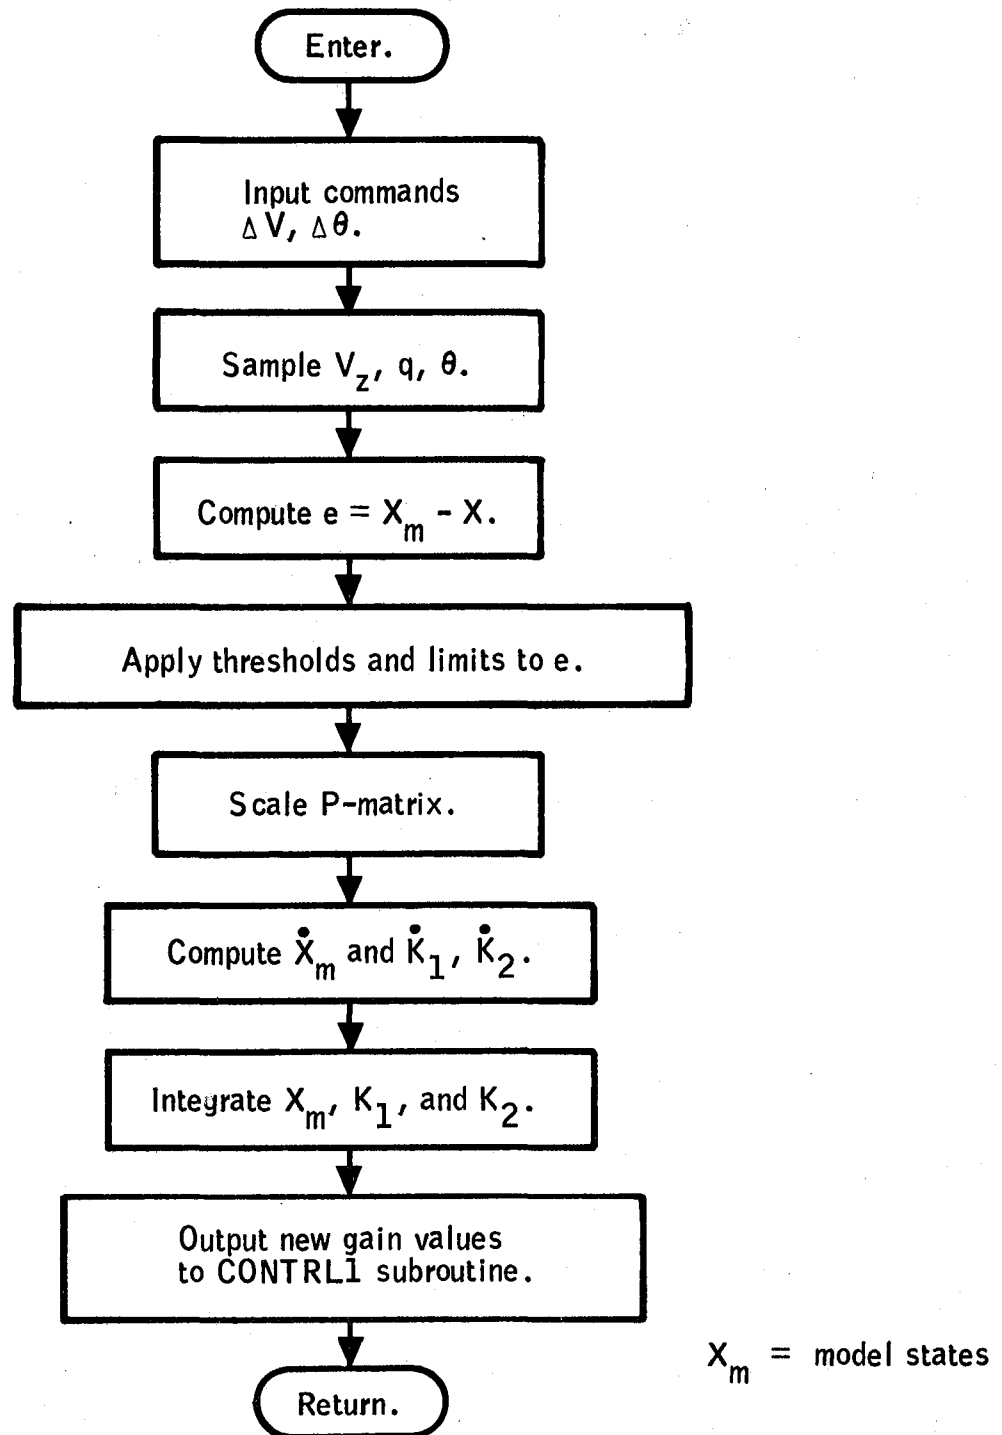 Enter.
Input commands
ΔV, Δθ.
Sample V_z, q, θ.
Compute e = X_m - X.
Apply thresholds and limits to e.
Scale P-matrix.
Compute Ẋ_m and K̇_1, K̇_2.
Integrate X_m, K_1, and K_2.
Output new gain values
to CONTRL1 subroutine.
Return.
X_m = model states